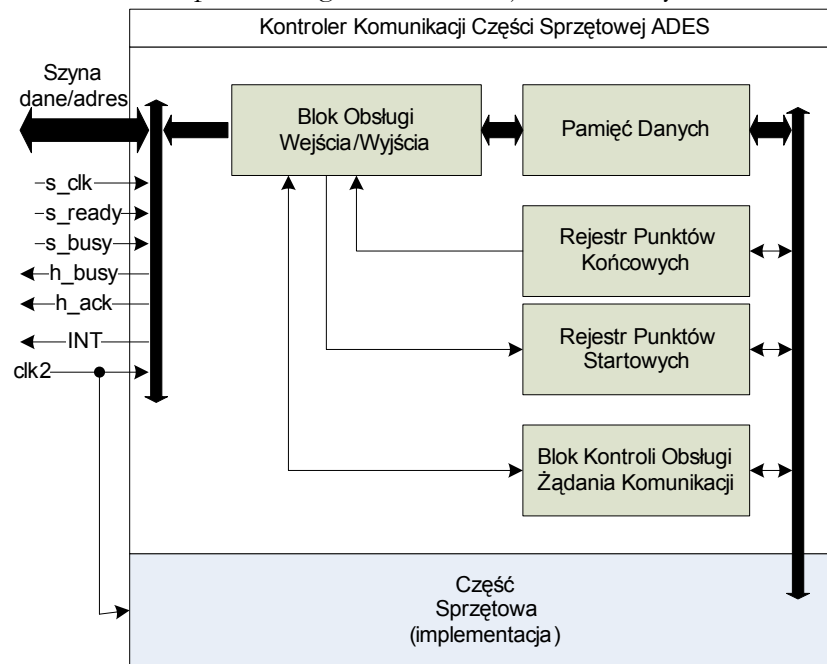 Kontroler Komunikacji Części Sprzętowej ADES
Szyna
dane/adres
Blok Obsługi
Wejścia/Wyjścia
Pamięć Danych
s_clk
s_ready
s_busy
h_busy
h_ack
INT
clk2
Rejestr Punktów
Końcowych
Rejestr Punktów
Startowych
Blok Kontroli Obsługi
Żądania Komunikacji
Część
Sprzętowa
(implementacja)